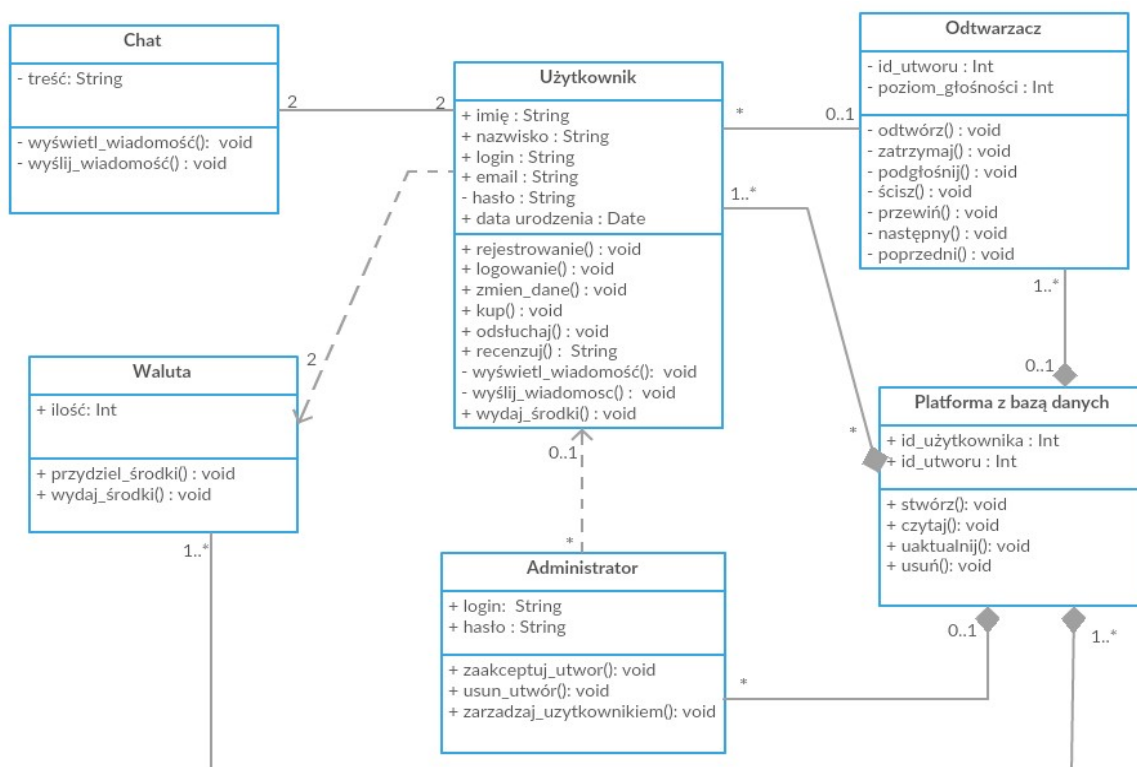 Chat
- treść: String
- wyświetl_wiadomość(): void
- wyślij_wiadomość() : void
2
2
Użytkownik
+ imię : String
+ nazwisko : String
+ login : String
+ email : String
- hasło : String
+ data urodzenia : Date
+ rejestrowanie() : void
+ logowanie() : void
+ zmien_dane() : void
+ kup() : void
+ odsłuchaj() : void
+ recenzuj() : String
- wyświetl_wiadomość(): void
- wyślij_wiadomosc() : void
+ wydaj_środki() : void
*
0..1
Odtwarzacz
- id_utworu : Int
- poziom_głośności : Int
- odtwórz() : void
- zatrzymaj() : void
- podgłośnij() : void
- ścisz() : void
- przewiń() : void
- następny() : void
- poprzedni() : void
1..*
1..*
0..1
*
Platforma z bazą danych
+ id_użytkownika : Int
+ id_utworu : Int
+ stwórz(): void
+ czytaj(): void
+ uaktualnij(): void
+ usuń(): void
2
Waluta
+ ilość: Int
+ przydziel_środki() : void
+ wydaj_środki() : void
1..*
0..1
*
Administrator
+ login: String
+ hasło : String
+ zaakceptuj_utwor(): void
+ usun_utwór(): void
+ zarzadzaj_uzytkownikiem(): void
*
0..1
1..*